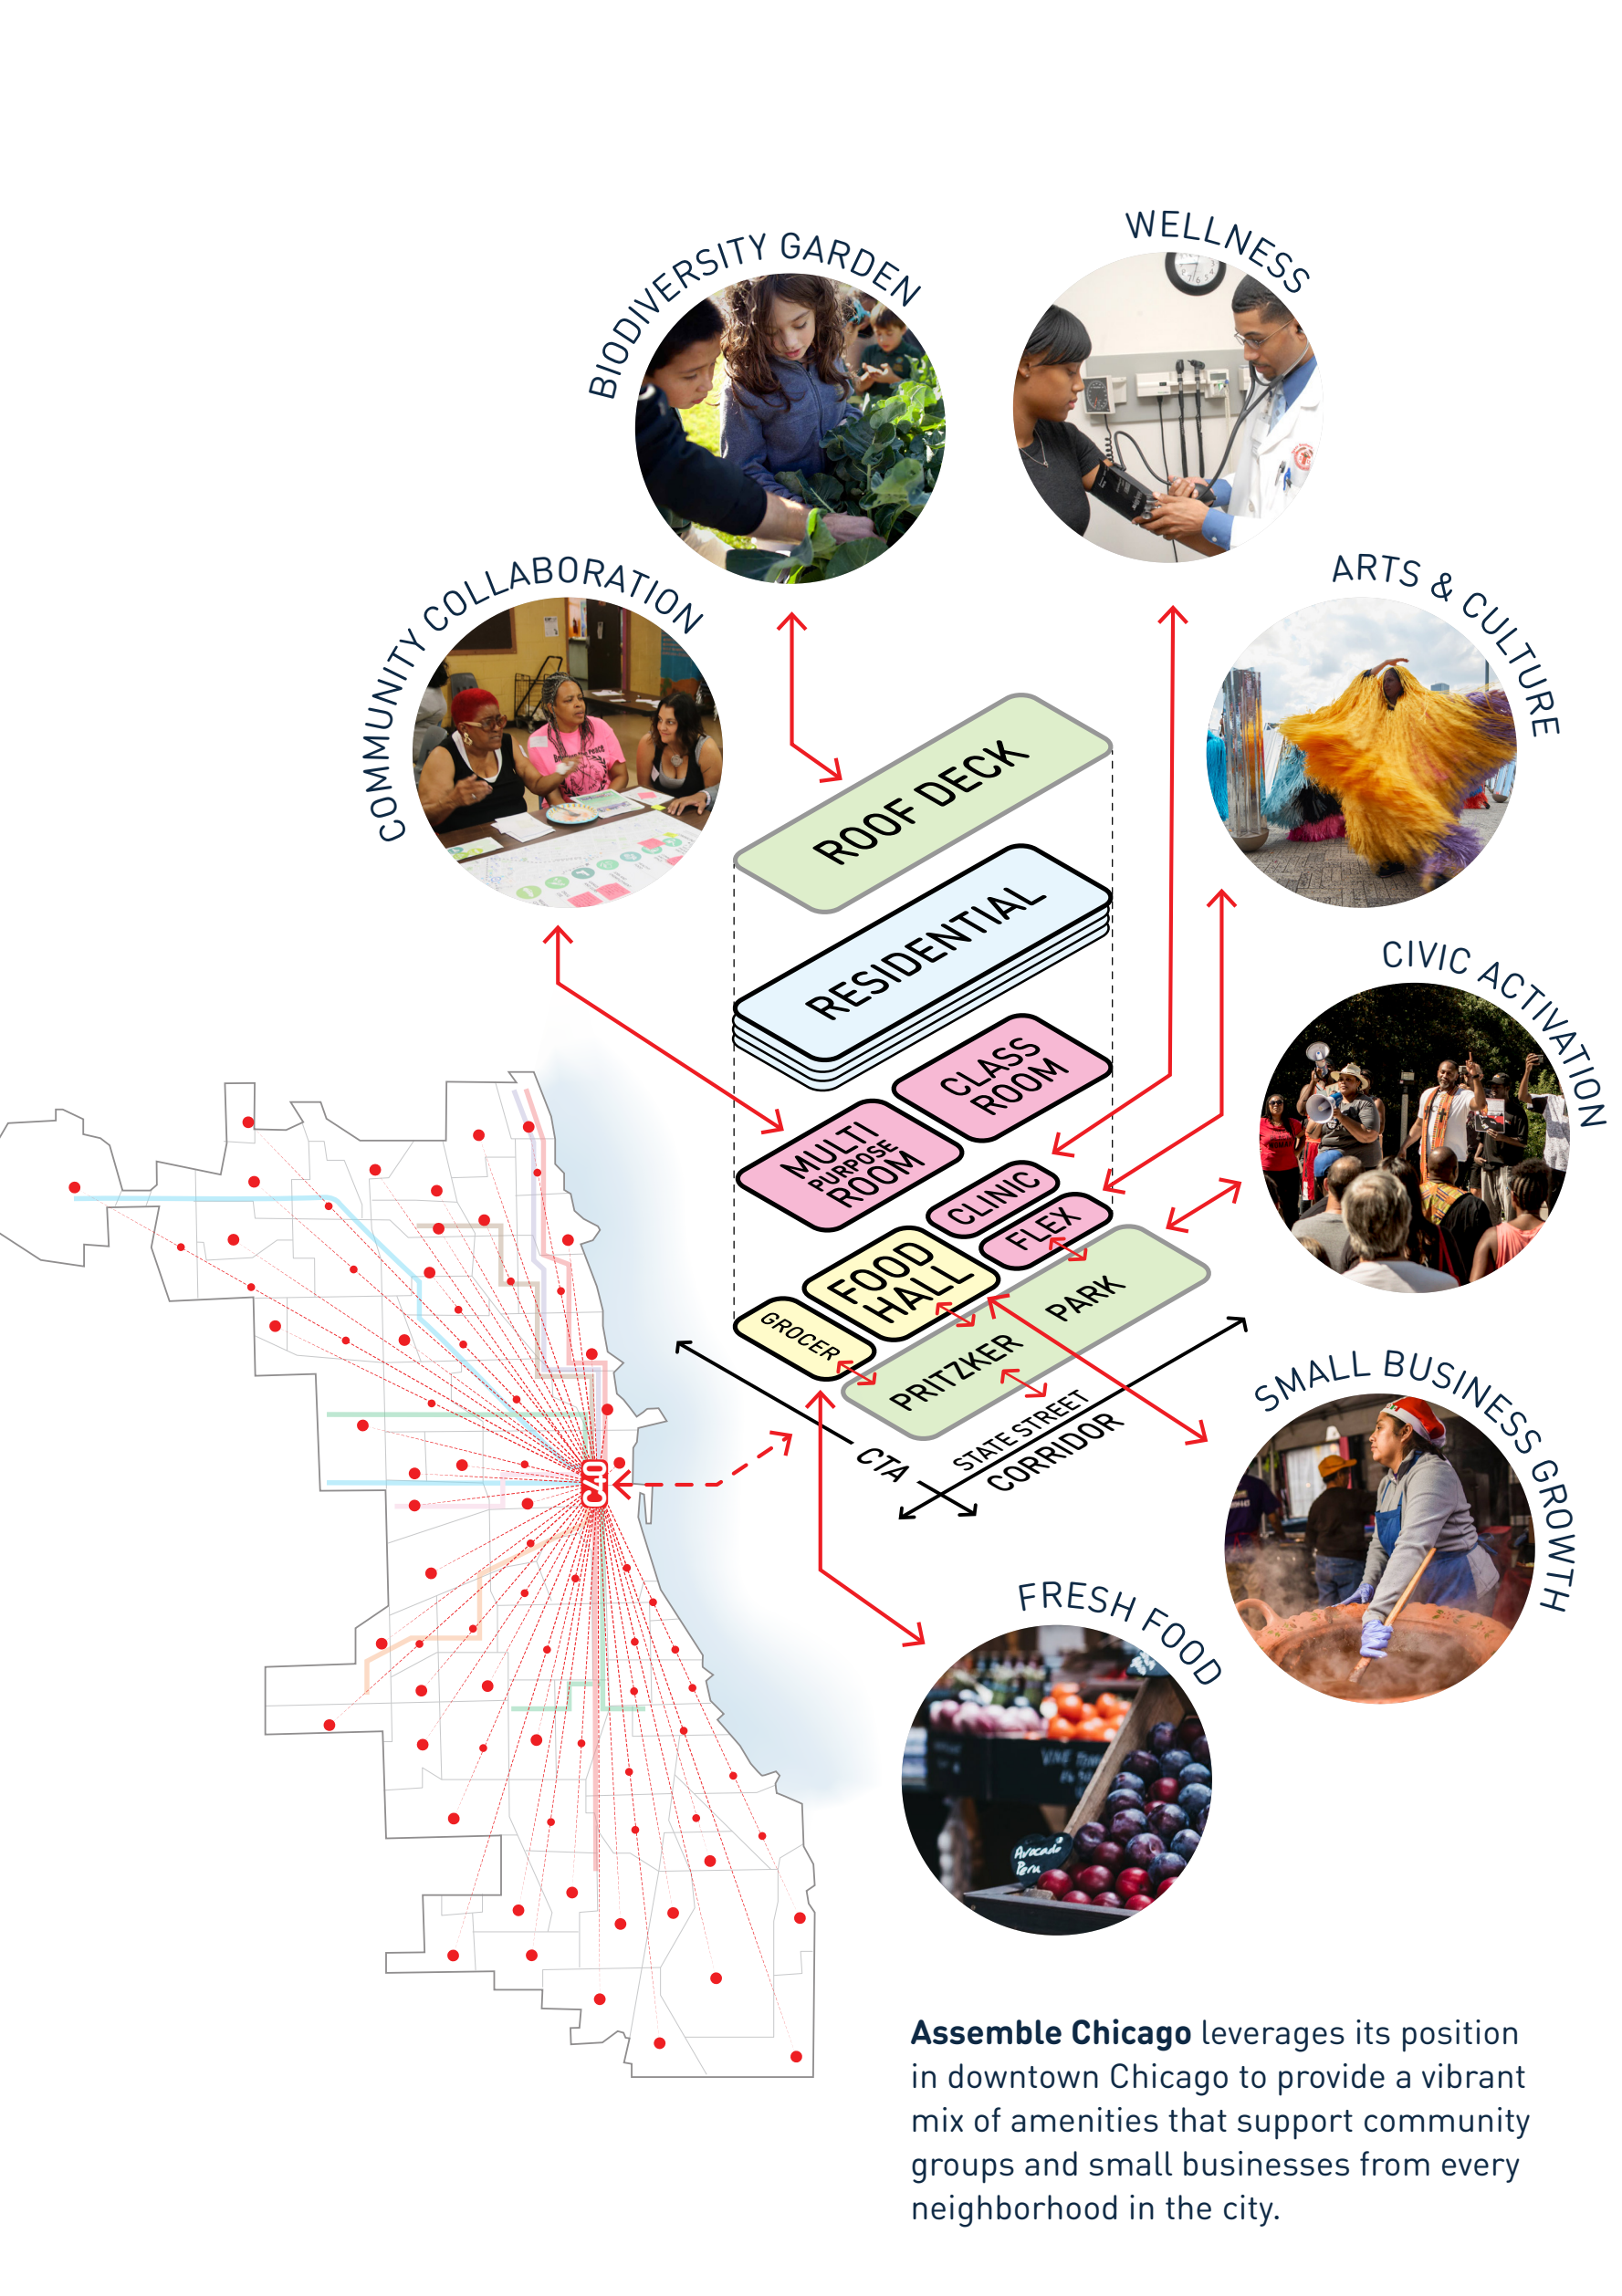 BIODIVERSITY GARDEN
WELLNESS
COMMUNITY COLLABORATION
ARTS & CULTURE
CIVIC ACTIVATION
ROOF DECK
RESIDENTIAL
CLASS
ROOM
MULTI
PURPOSE
ROOM
CLINIC
FLEX
FOOD
HALL
GROCER
PRITZKER PARK
STATE STREET
CORRIDOR
CTA
SMALL BUSINESS GROWTH
FRESH FOOD
Avocado
Peru
Assemble Chicago leverages its position
in downtown Chicago to provide a vibrant
mix of amenities that support community
groups and small businesses from every
neighborhood in the city.